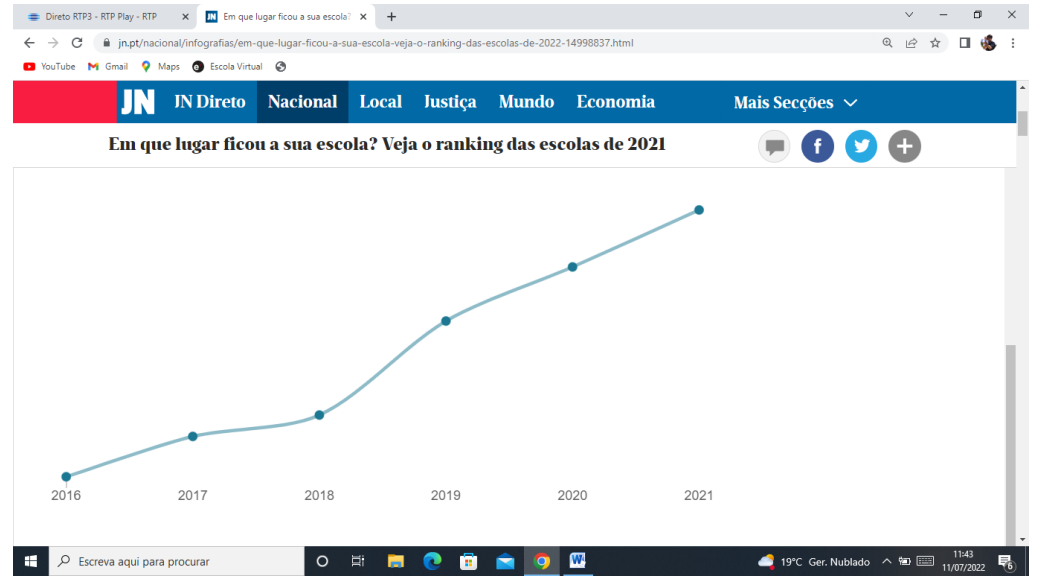 Direto RTP3 - RTP Play - RTP
JN Em que lugar ficou a sua escola?
jn.pt/nacional/infografias/em-que-lugar-ficou-a-sua-escola-veja-o-ranking-das-escolas-de-2022-14998837.html
YouTube Gmail Maps Escola Virtual
JN JN Direto Nacional Local Justiça Mundo Economia Mais Secções
Em que lugar ficou a sua escola? Veja o ranking das escolas de 2021
2016 2017 2018 2019 2020 2021
Escreva aqui para procurar
19°C Ger. Nublado
11:43
11/07/2022
6